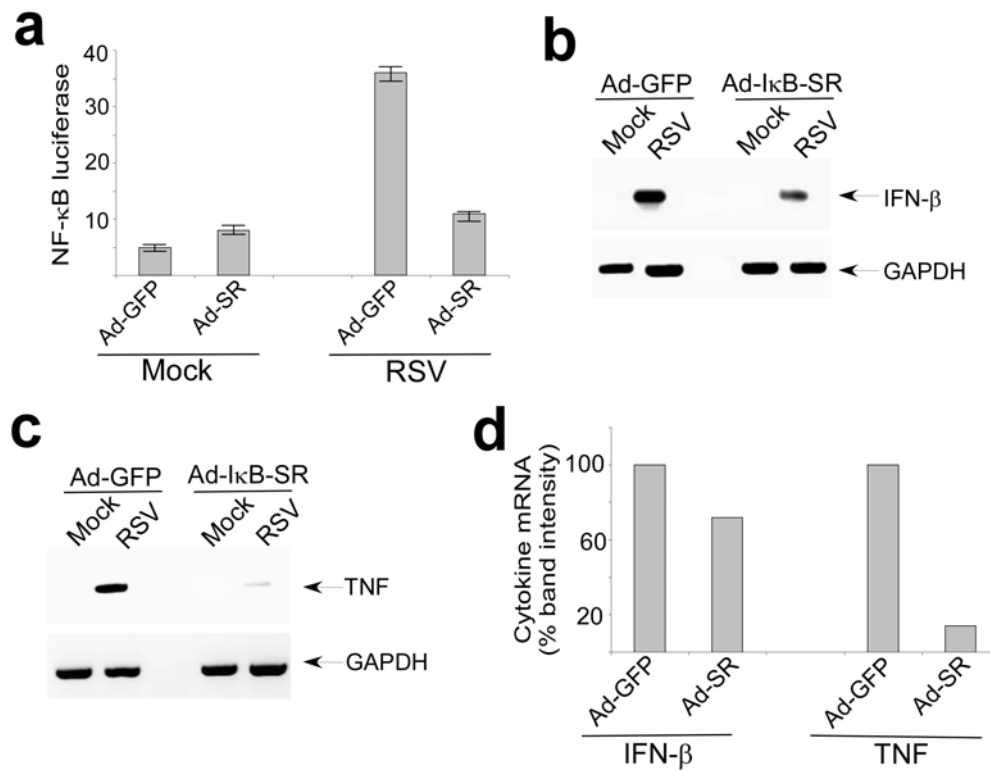 a
NF-κB luciferase
40
30
20
10
Ad-GFP
Ad-SR
Ad-GFP
Ad-SR
Mock
RSV
b
Ad-GFP
Ad-IκB-SR
Mock
RSV
Mock
RSV
IFN-β
GAPDH
c
Ad-GFP
Ad-IκB-SR
Mock
RSV
Mock
RSV
TNF
GAPDH
d
Cytokine mRNA
(% band intensity)
100
60
20
Ad-GFP
Ad-SR
Ad-GFP
Ad-SR
IFN-β
TNF